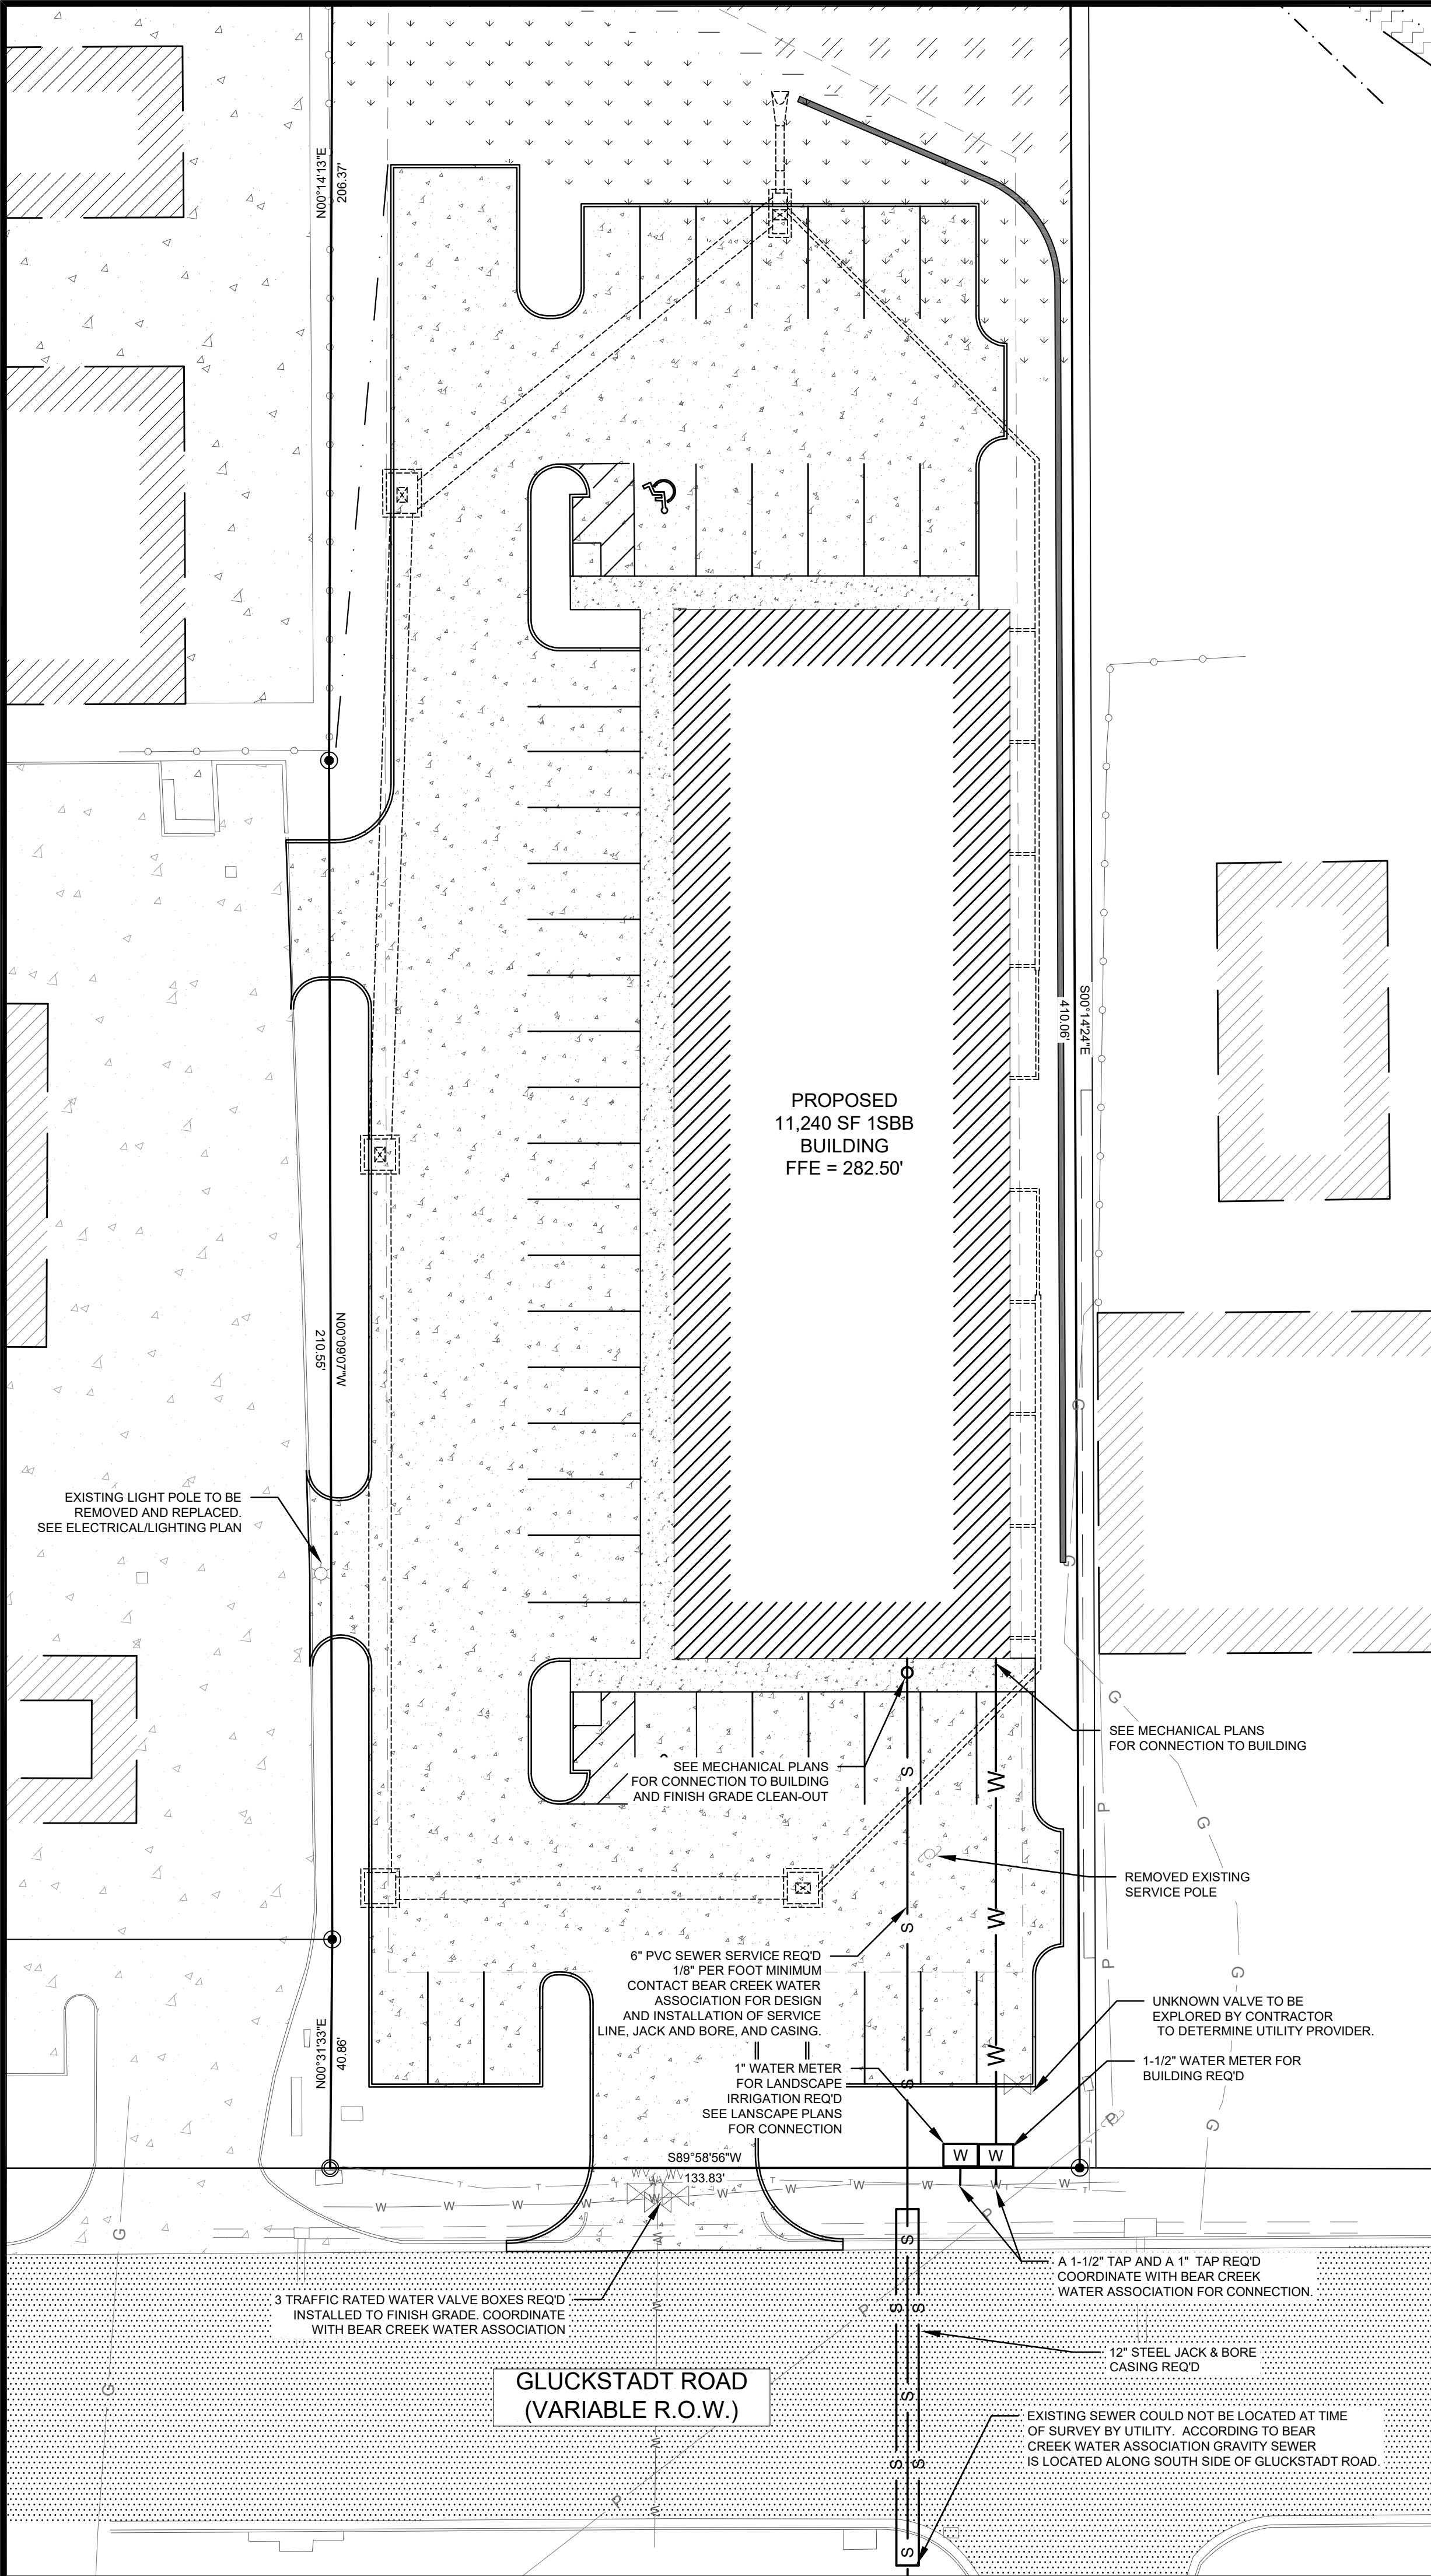 N00°14'13"E
206.37'
S00°14'24"E
410.06'
PROPOSED
11,240 SF 1SBB
BUILDING
FFE = 282.50'
N00°09'07"W
210.55'
EXISTING LIGHT POLE TO BE
REMOVED AND REPLACED.
SEE ELECTRICAL/LIGHTING PLAN
G
G
G
SEE MECHANICAL PLANS
FOR CONNECTION TO BUILDING
SEE MECHANICAL PLANS
FOR CONNECTION TO BUILDING
AND FINISH GRADE CLEAN-OUT
S
W
P
G
REMOVED EXISTING
SERVICE POLE
S
W
6" PVC SEWER SERVICE REQ'D
1/8" PER FOOT MINIMUM
CONTACT BEAR CREEK WATER
ASSOCIATION FOR DESIGN
AND INSTALLATION OF SERVICE
LINE, JACK AND BORE, AND CASING.
P
G
UNKNOWN VALVE TO BE
EXPLORED BY CONTRACTOR
TO DETERMINE UTILITY PROVIDER.
N00°31'33"E
40.86'
W
S
1" WATER METER
FOR LANDSCAPE
IRRIGATION REQ'D
SEE LANSCAPE PLANS
FOR CONNECTION
1-1/2" WATER METER FOR
BUILDING REQ'D
P
G
W W
S89°58'56"W
133.83'
T T T T T T
W W W W W W W W W W
G
P
S
A 1-1/2" TAP AND A 1" TAP REQ'D
COORDINATE WITH BEAR CREEK
WATER ASSOCIATION FOR CONNECTION.
3 TRAFFIC RATED WATER VALVE BOXES REQ'D
INSTALLED TO FINISH GRADE. COORDINATE
WITH BEAR CREEK WATER ASSOCIATION
W
P
S S
12" STEEL JACK & BORE
CASING REQ'D
GLUCKSTADT ROAD
(VARIABLE R.O.W.)
G
S
EXISTING SEWER COULD NOT BE LOCATED AT TIME
OF SURVEY BY UTILITY. ACCORDING TO BEAR
CREEK WATER ASSOCIATION GRAVITY SEWER
IS LOCATED ALONG SOUTH SIDE OF GLUCKSTADT ROAD.
W
S S
P
W
S